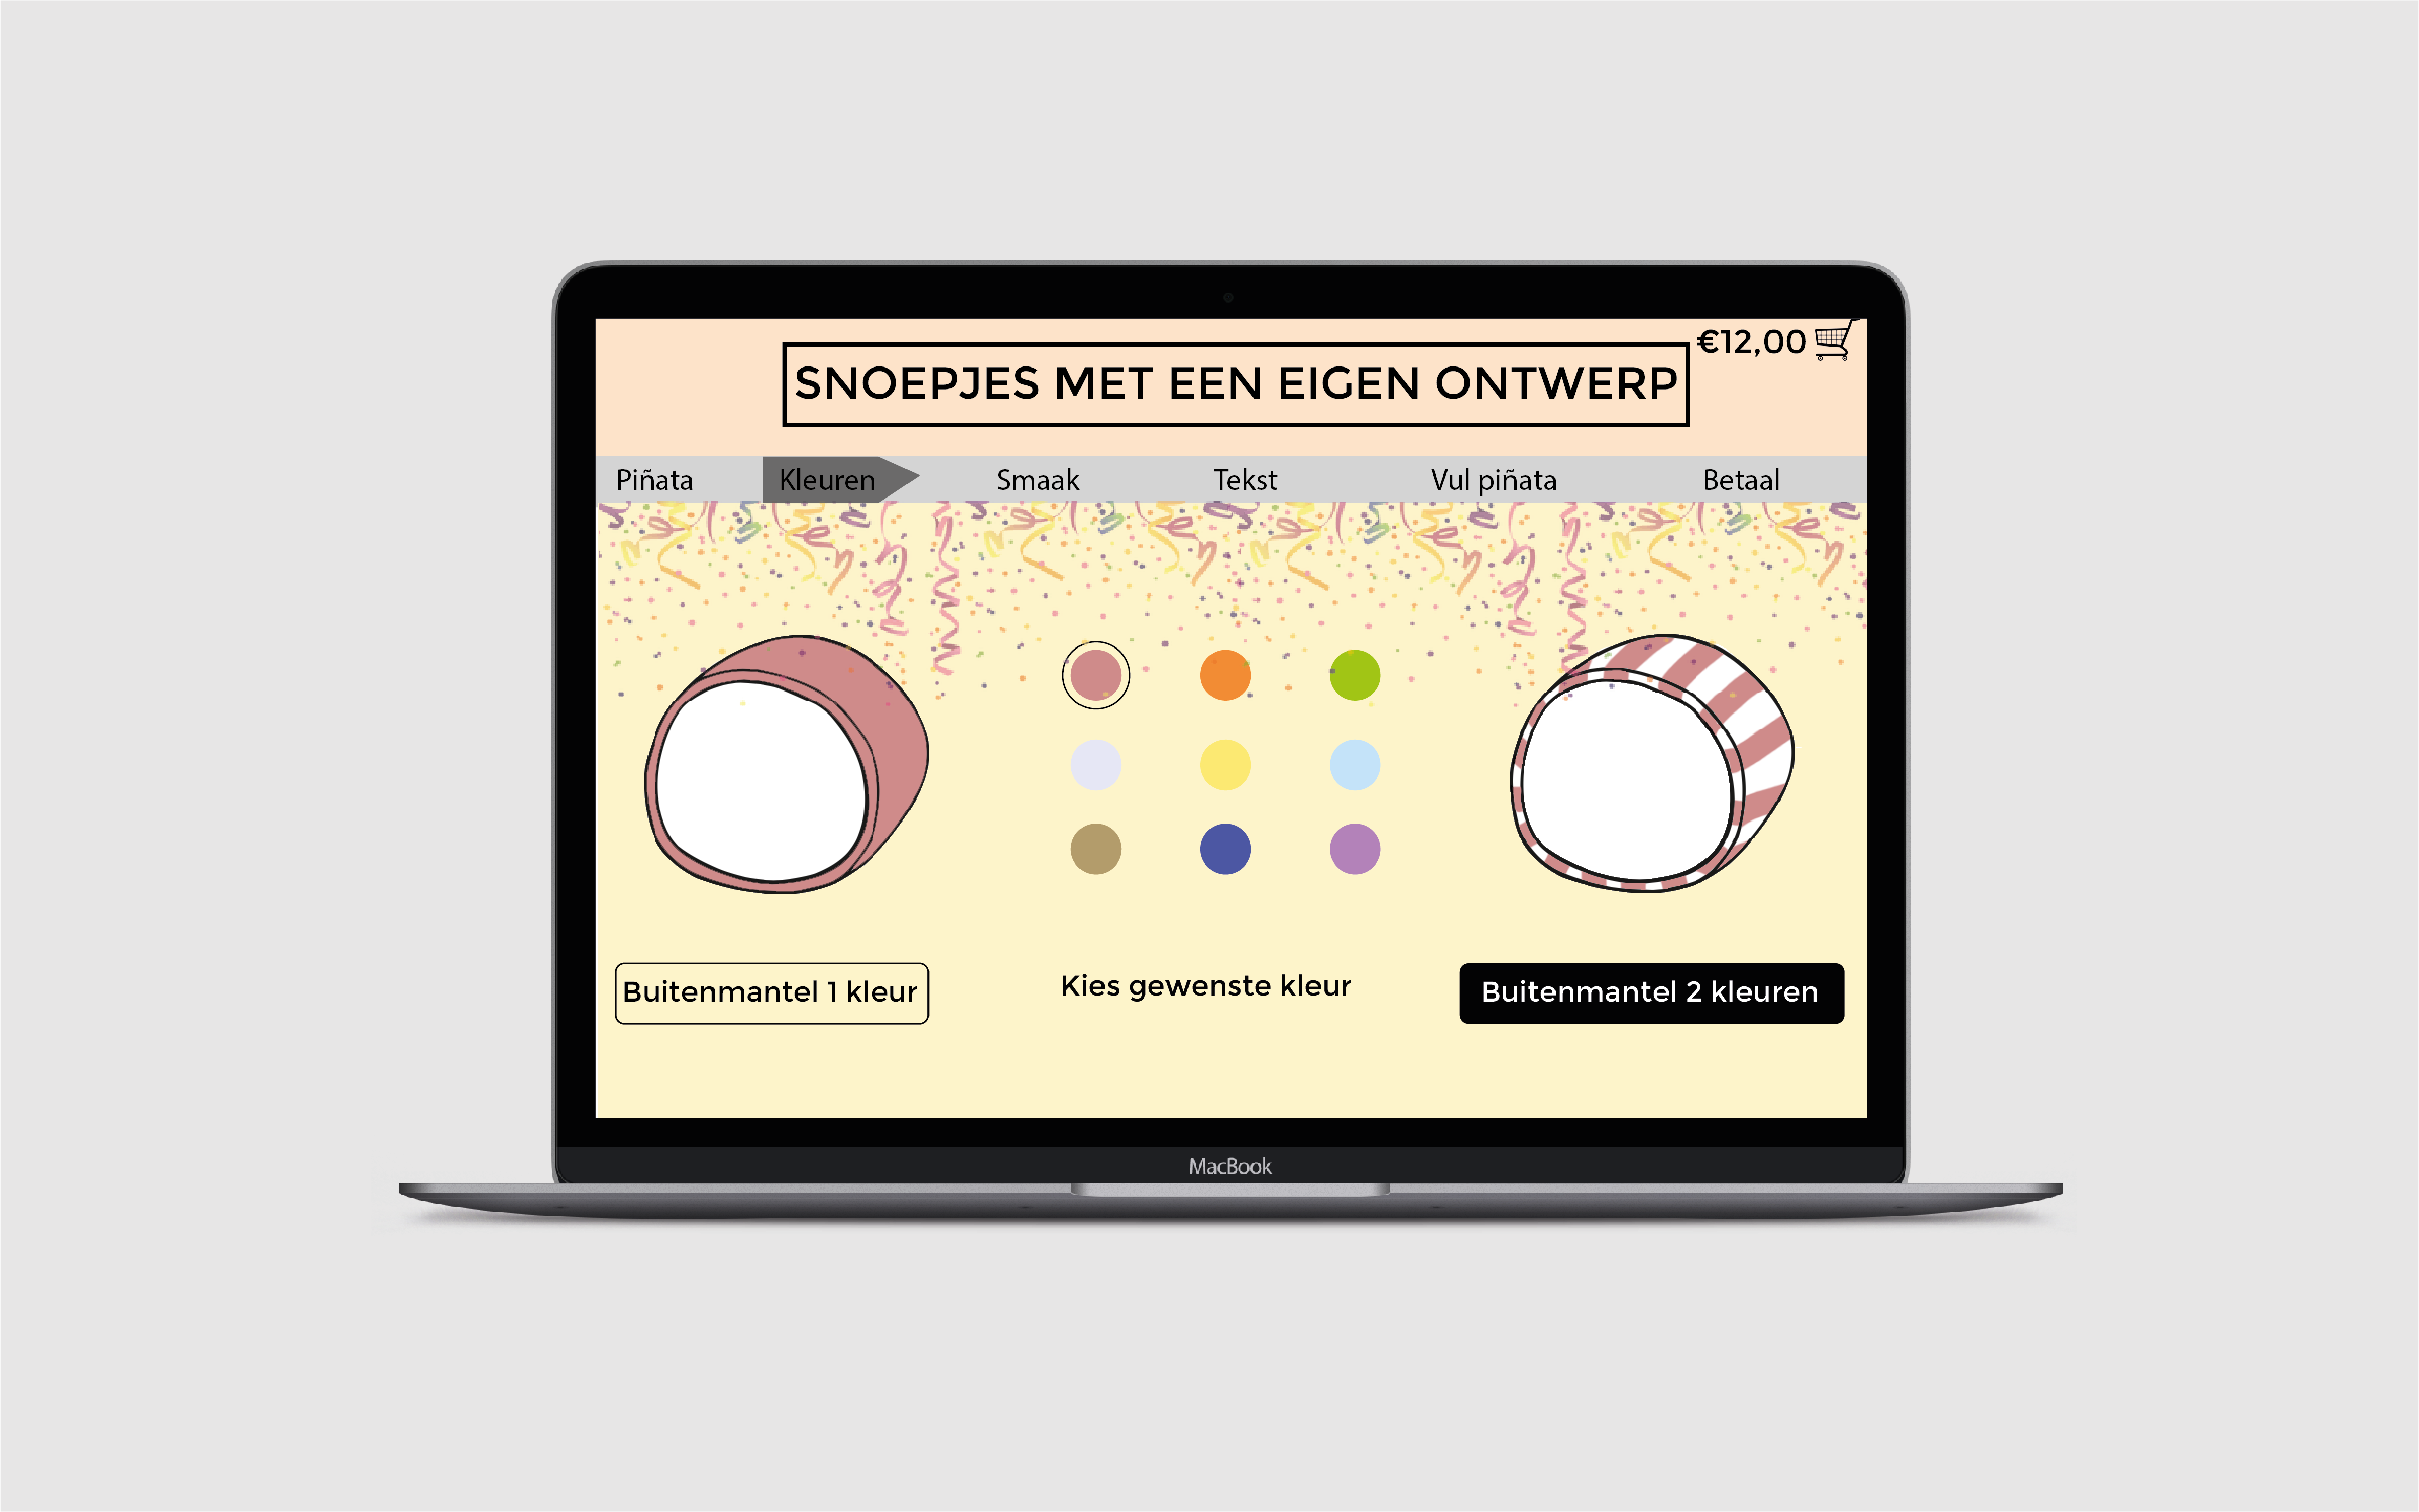 €12,00
SNOEPJES MET EEN EIGEN ONTWERP
Piñata Kleuren Smaak Tekst Vul piñata Betaal
Buitenmantel 1 kleur Kies gewenste kleur Buitenmantel 2 kleuren
MacBook